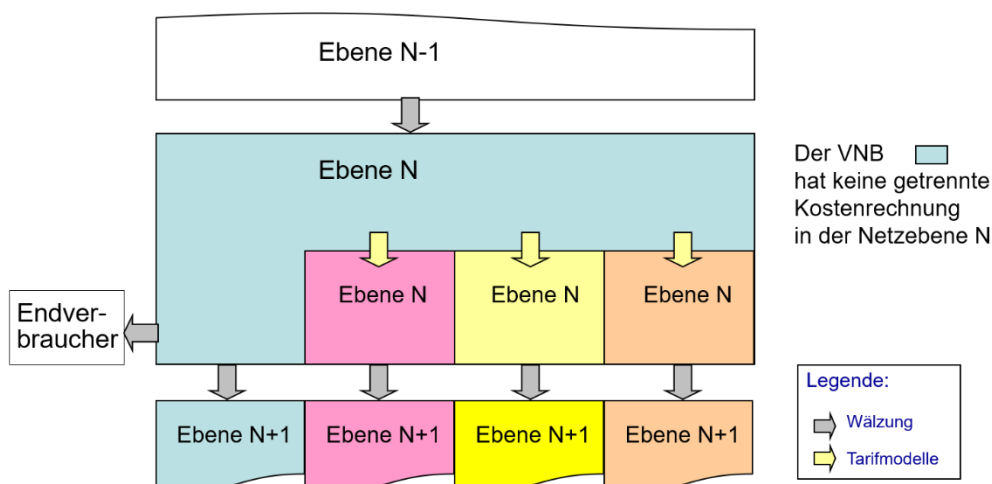 Ebene N-1
Ebene N
Der VNB
hat keine getrennte
Kostenrechnung
in der Netzebene N
Ebene N
Ebene N
Ebene N
Endver-
braucher
Legende:
Wälzung
Tarifmodelle
Ebene N+1
Ebene N+1
Ebene N+1
Ebene N+1